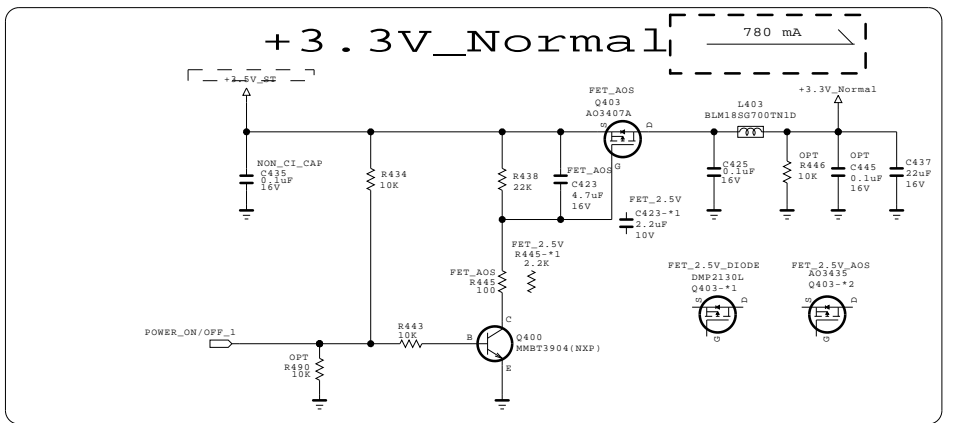 +3.3V_Normal
780 mA
+3.5V_ST
FET_AOS
Q403
AO3407A
S
D
G
L403
BLM18SG700TN1D
+3.3V_Normal
NON_CI_CAP
C435
0.1uF
16V
R434
10K
R438
22K
FET_AOS
C423
4.7uF
16V
FET_2.5V
C423-*1
2.2uF
10V
C425
0.1uF
16V
OPT
R446
10K
OPT
C445
0.1uF
16V
C437
22uF
16V
FET_2.5V
R445-*1
2.2K
FET_AOS
R445
100
FET_2.5V_DIODE
DMP2130L
Q403-*1
S
D
G
FET_2.5V_AOS
AO3435
Q403-*2
S
D
G
POWER_ON/OFF_1
OPT
R490
10K
R443
10K
B
C
E
Q400
MMBT3904(NXP)